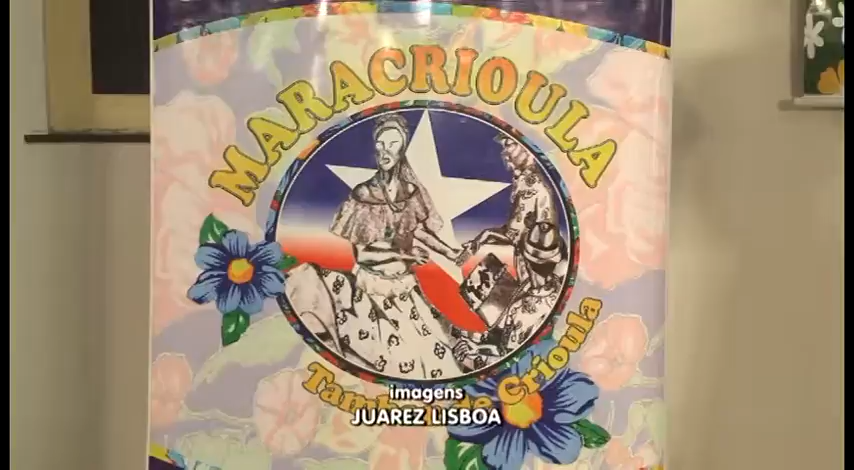 MARACRIOULA
Tambor de Crioula
imagens
JUAREZ LISBOA